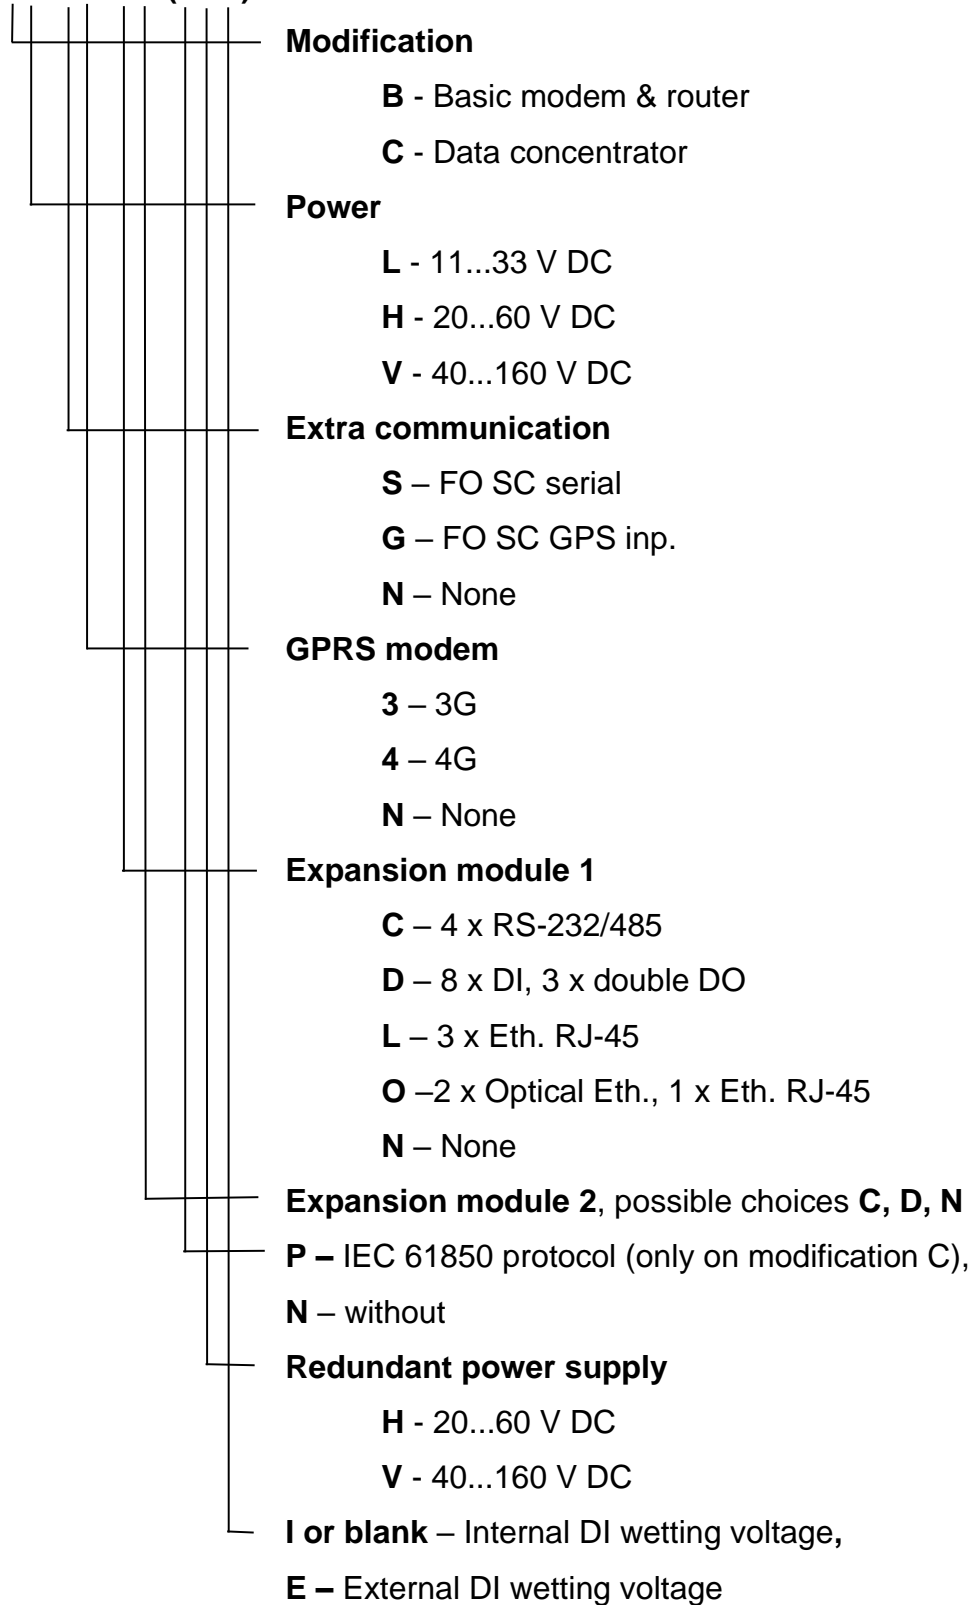 Modification
B - Basic modem & router
C - Data concentrator
Power
L - 11...33 V DC
H - 20...60 V DC
V - 40...160 V DC
Extra communication
S – FO SC serial
G – FO SC GPS inp.
N – None
GPRS modem
3 – 3G
4 – 4G
N – None
Expansion module 1
C – 4 x RS-232/485
D – 8 x DI, 3 x double DO
L – 3 x Eth. RJ-45
O –2 x Optical Eth., 1 x Eth. RJ-45
N – None
Expansion module 2, possible choices C, D, N
P – IEC 61850 protocol (only on modification C),
N – without
Redundant power supply
H - 20...60 V DC
V - 40...160 V DC
I or blank – Internal DI wetting voltage,
E – External DI wetting voltage